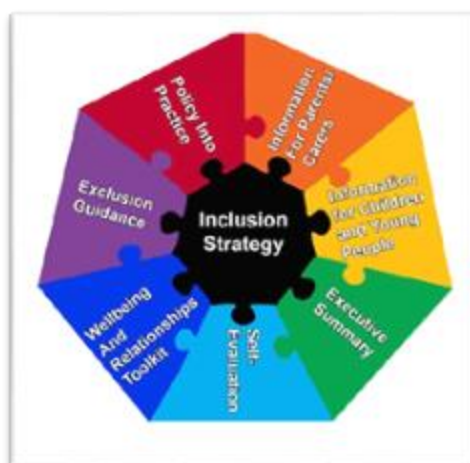 Inclusion
Strategy
Policy Into
Practice
Information
For Parents/
Carers
Information
for Children
and Young
People
Executive
Summary
Self-
Evaluation
Wellbeing
And
Relationships
Toolkit
Exclusion
Guidance